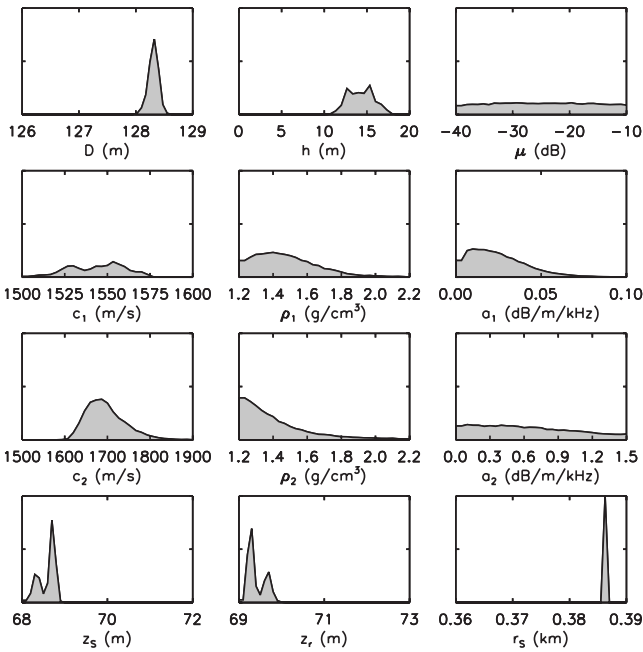 126 127 128 129
D (m)
0 5 10 15 20
h (m)
−40 −30 −20 −10
μ (dB)
1500 1525 1550 1575 1600
c₁ (m/s)
1.2 1.4 1.6 1.8 2.0 2.2
ρ₁ (g/cm³)
0.00 0.05 0.10
a₁ (dB/m/kHz)
1500 1600 1700 1800 1900
c₂ (m/s)
1.2 1.4 1.6 1.8 2.0 2.2
ρ₂ (g/cm³)
0.0 0.3 0.6 0.9 1.2 1.5
a₂ (dB/m/kHz)
68 70 72
z_S (m)
69 71 73
z_r (m)
0.36 0.37 0.38 0.39
r_S (km)